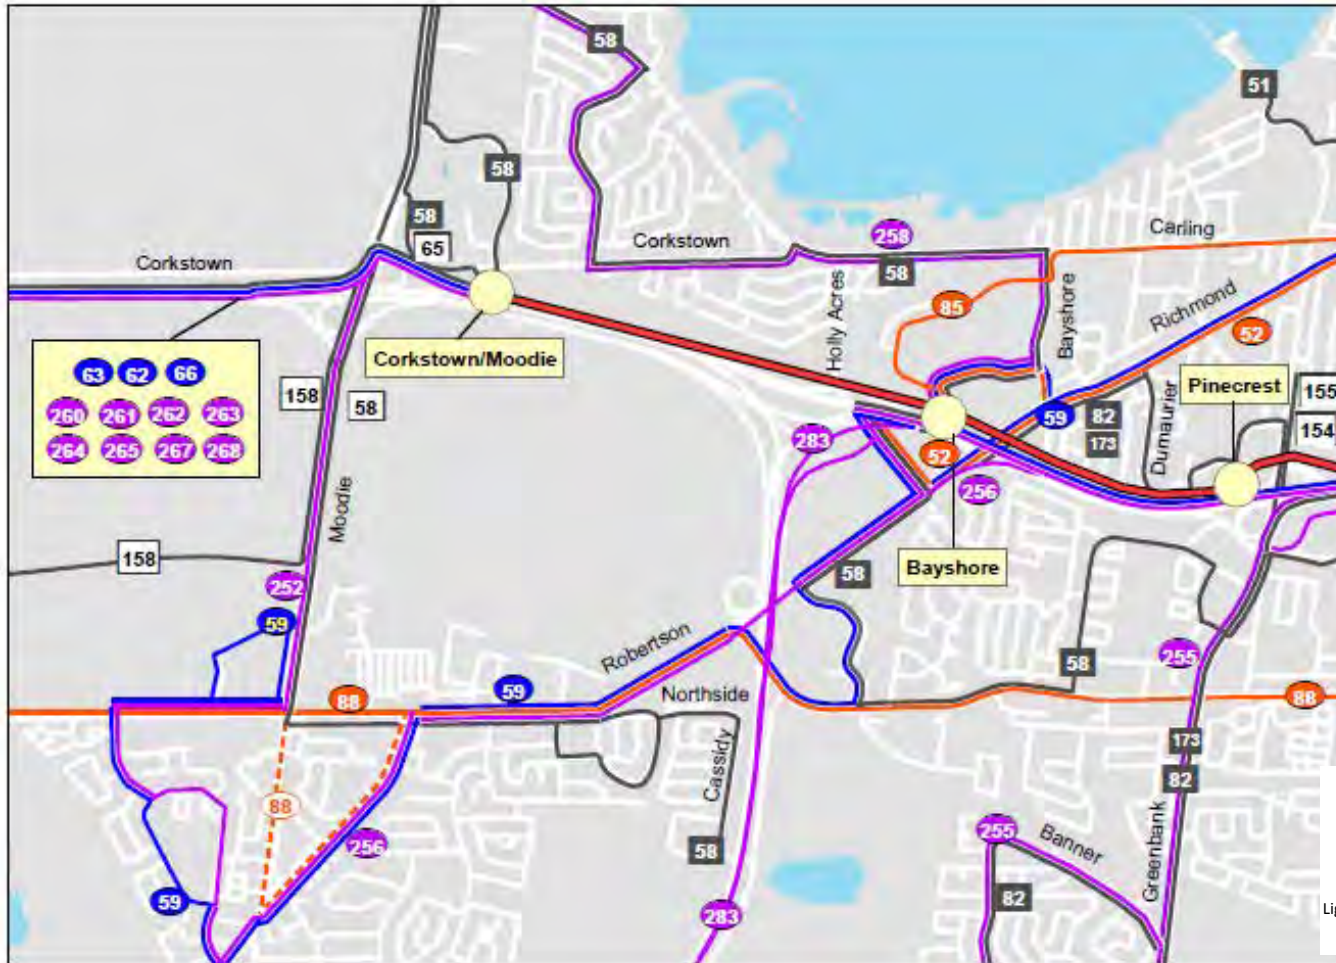 58
51
58
58
65
258
Corkstown
Carling
Corkstown
58
Holly Acres
85
Bayshore
Richmond
52
Corkstown/Moodie
63 62 66
260 261 262 263
264 265 267 268
158
58
Pinecrest
155
154
59
82
173
Dumaurier
283
52
256
Moodie
158
252
59
Bayshore
58
Robertson
Northside
58
255
88
59
88
Cassidy
173
82
88
256
58
255
Banner
Greenbank
82
59
283